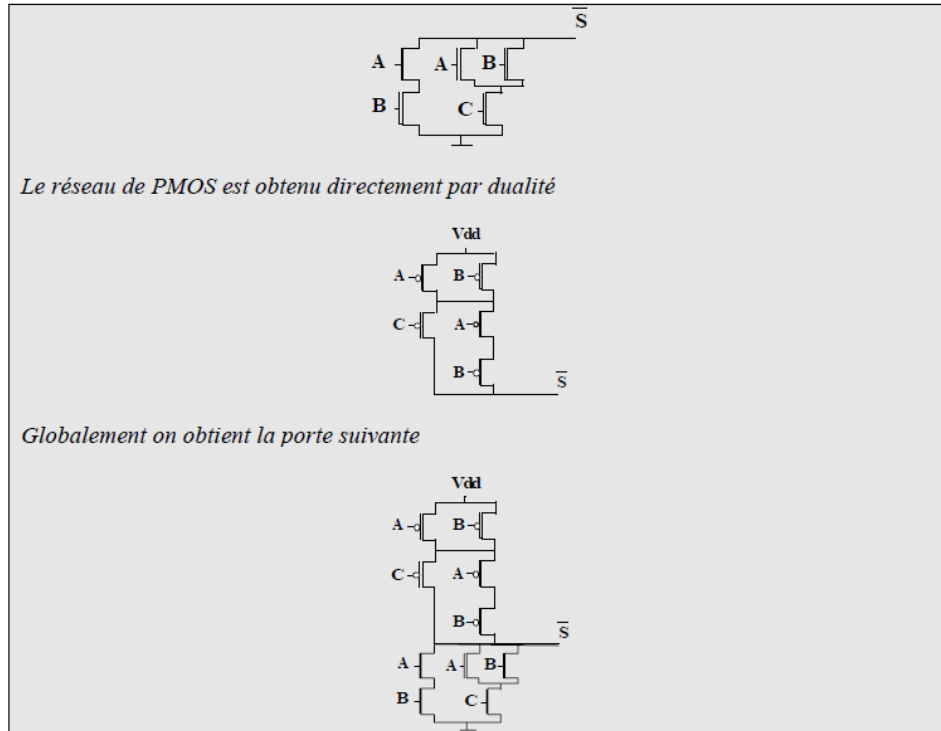 S̅
A A B
B C
Le réseau de PMOS est obtenu directement par dualité
Vdd
A B
C A
B S̅
Globalement on obtient la porte suivante
Vdd
A B
C A
B S̅
A A B
B C